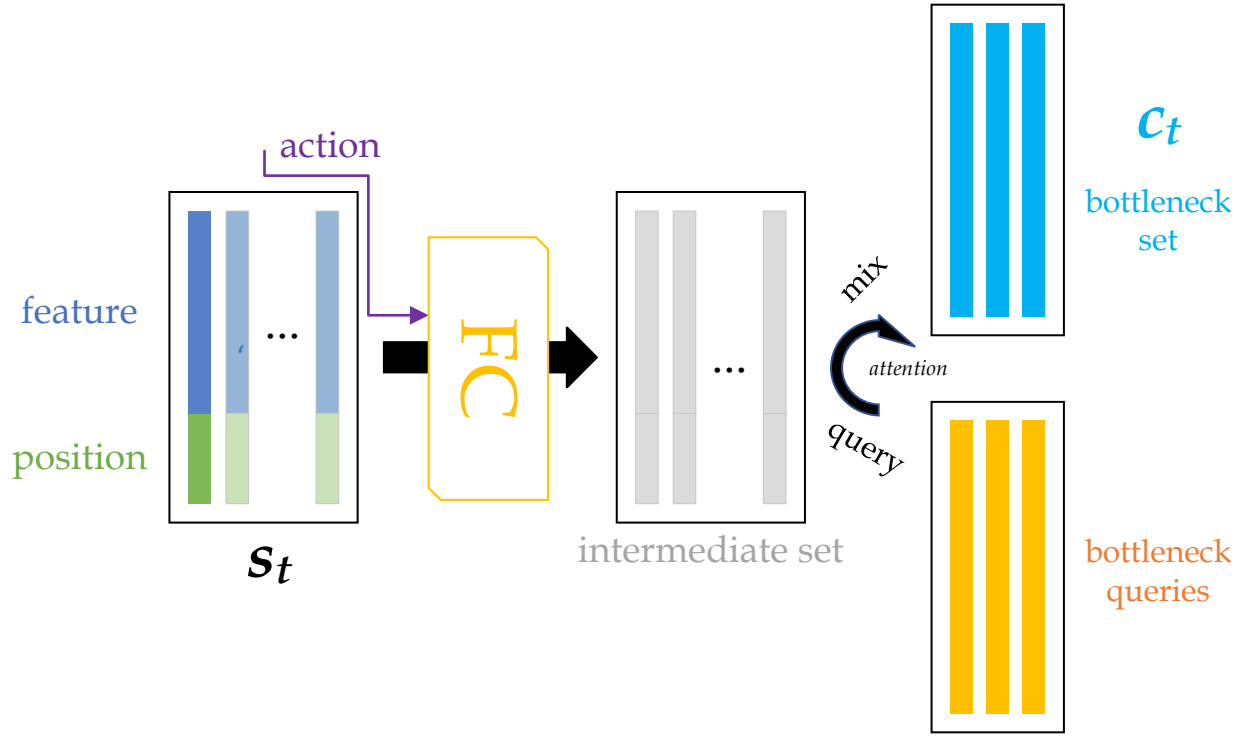 action
feature
position
‘
...
s_t
FC
...
intermediate set
mix
attention
query
c_t
bottleneck
set
bottleneck
queries